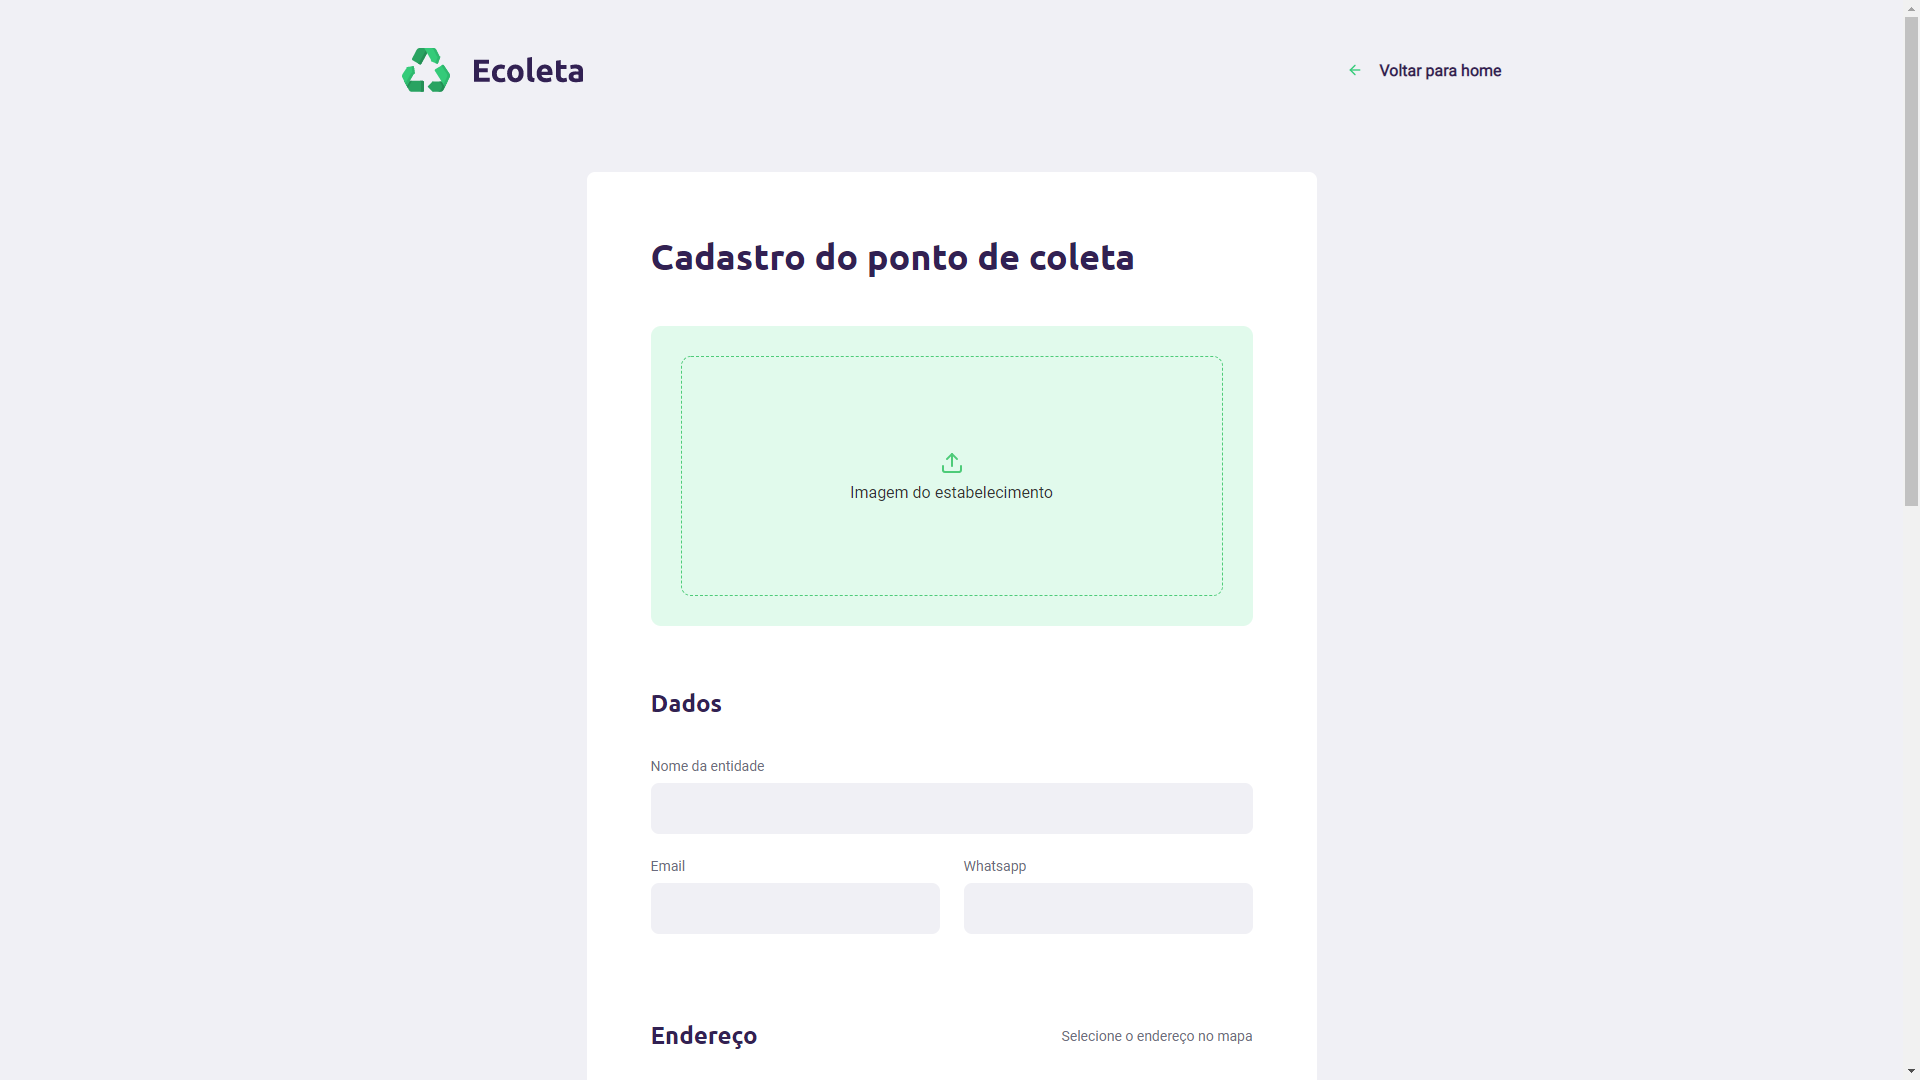 Ecoleta
Voltar para home
Cadastro do ponto de coleta
Imagem do estabelecimento
Dados
Nome da entidade
Email
Whatsapp
Endereço
Selecione o endereço no mapa